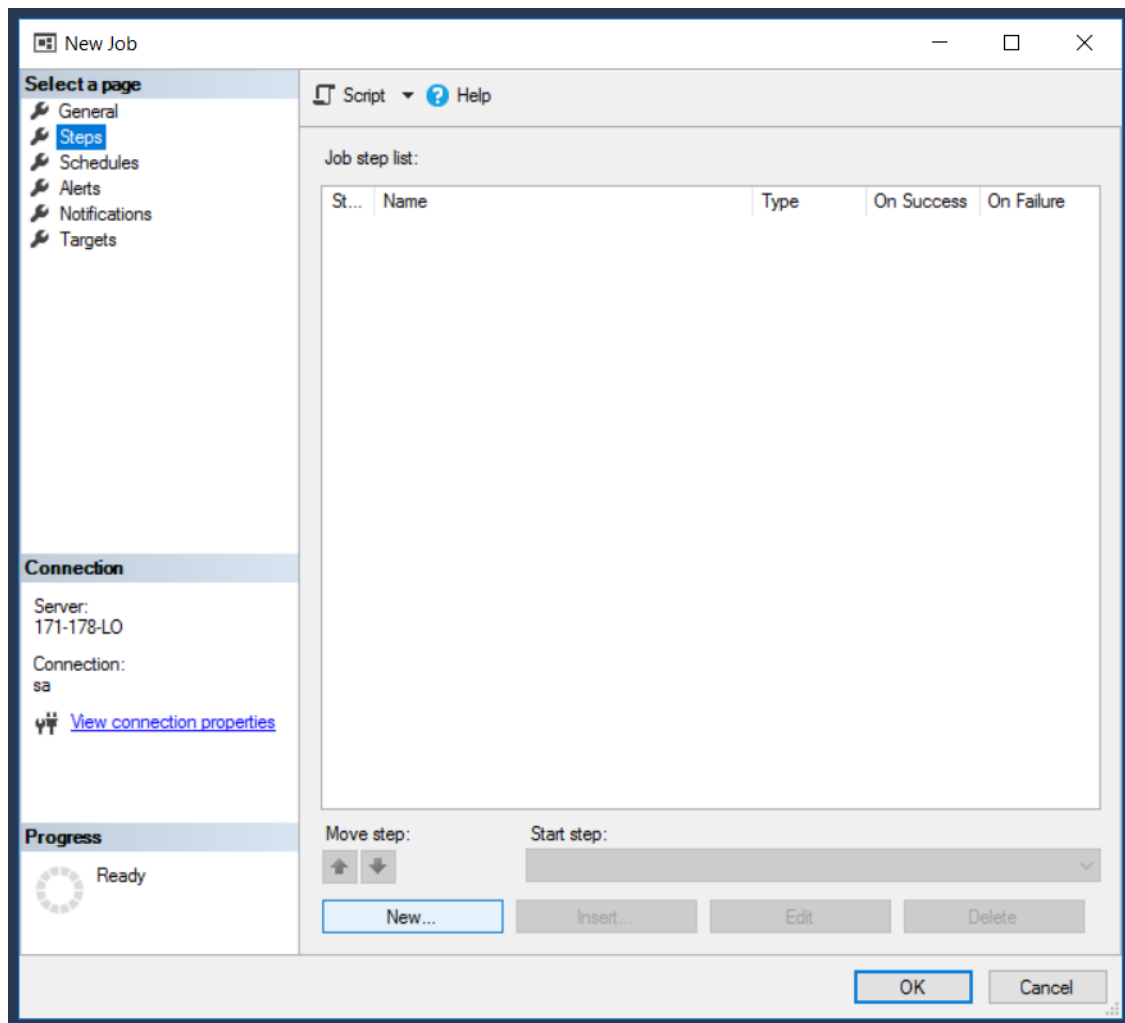 New Job
Select a page
General
Steps
Schedules
Alerts
Notifications
Targets
Connection
Server:
171-178-LO
Connection:
sa
View connection properties
Progress
Ready
Script
Help
Job step list:
St... Name Type On Success On Failure
Move step: Start step:
New... Insert... Edit Delete
OK Cancel